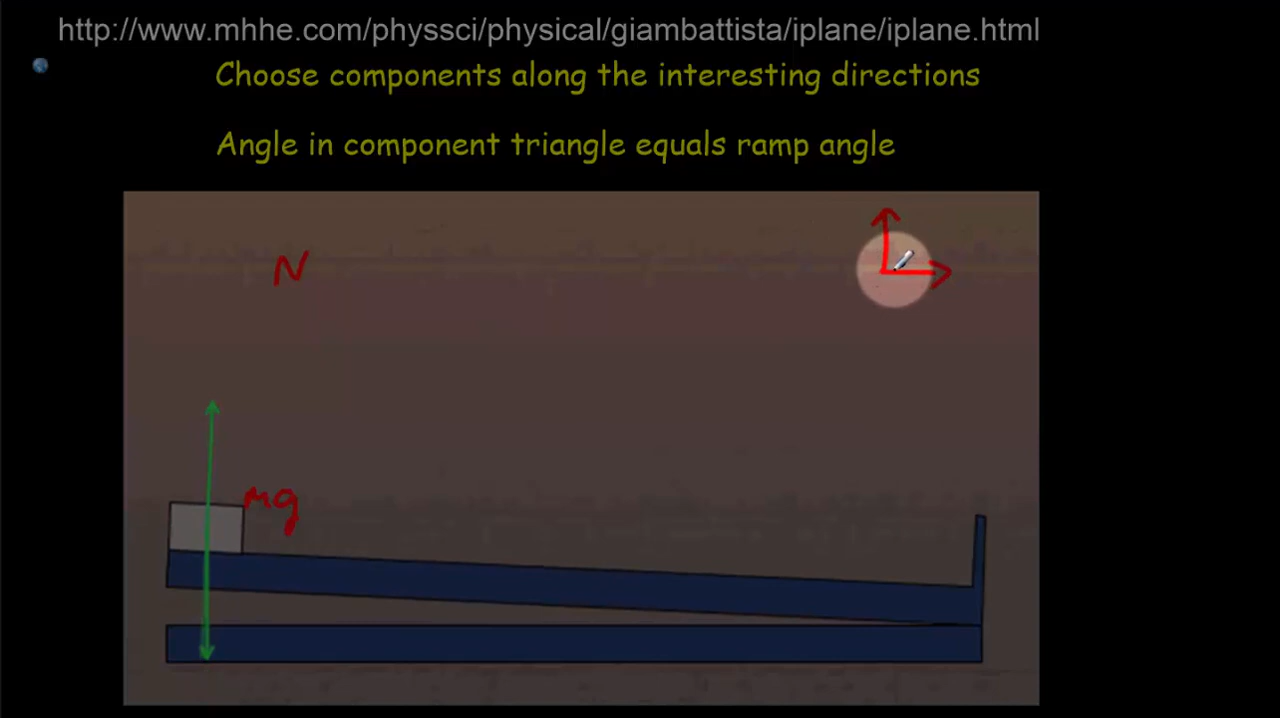 http://www.mhhe.com/physsci/physical/giambattista/iplane/iplane.html
Choose components along the interesting directions
Angle in component triangle equals ramp angle
N
mg